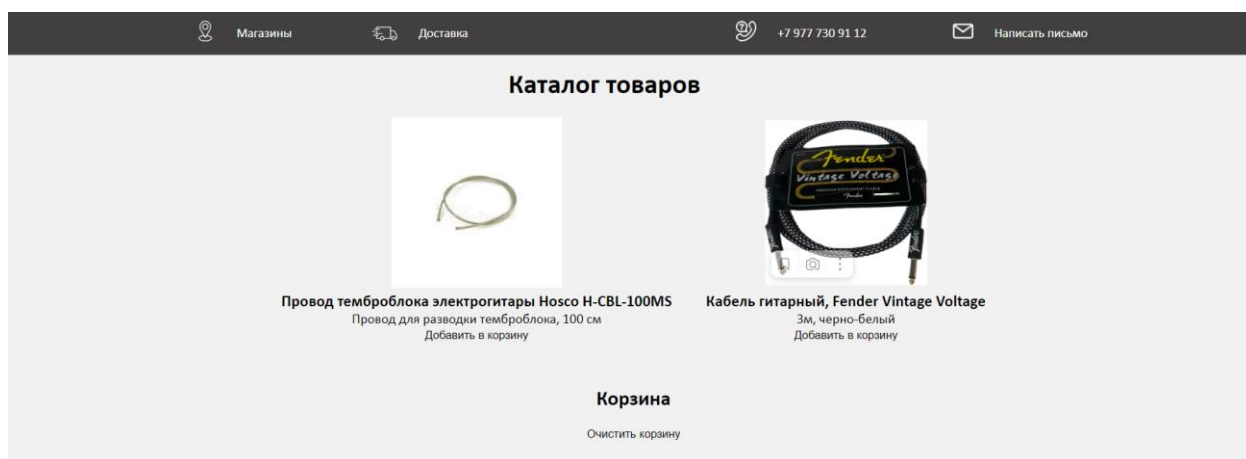 Магазины
Доставка
+7 977 730 91 12
Написать письмо
Каталог товаров
Fender
Vintage Voltage
Fender
Провод темброблока электрогитары Hosco H-CBL-100MS
Провод для разводки темброблока, 100 см
Добавить в корзину
Кабель гитарный, Fender Vintage Voltage
3м, черно-белый
Добавить в корзину
Корзина
Очистить корзину